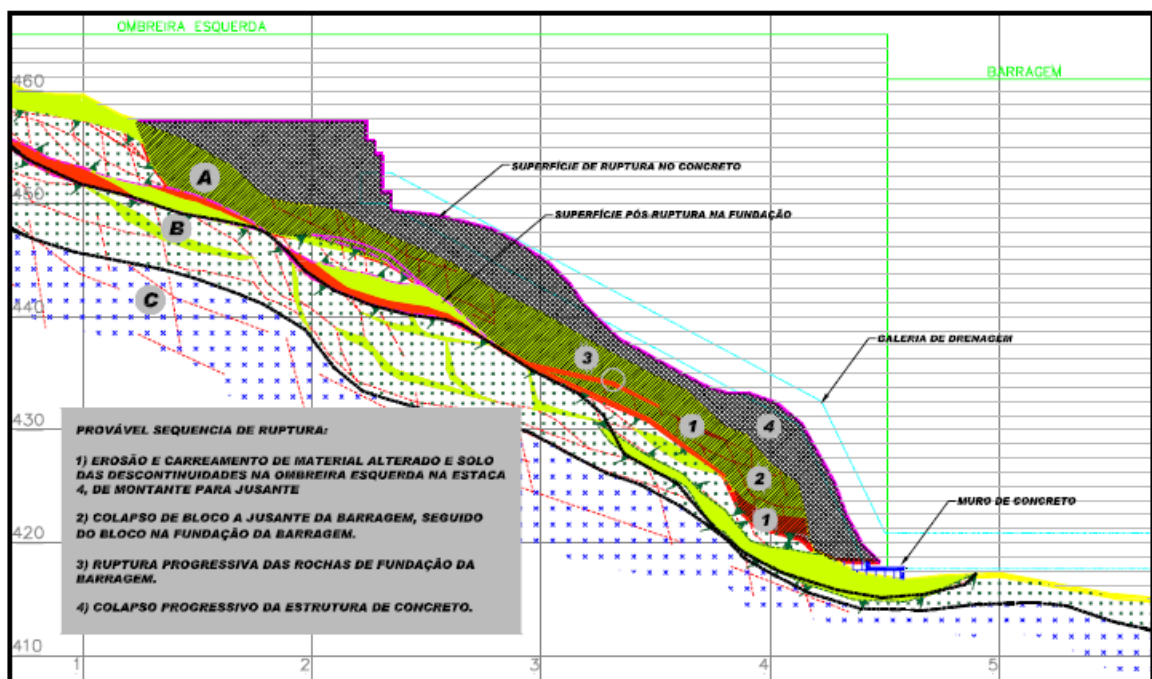 OMBREIRA ESQUERDA
BARRAGEM
460
A
SUPERFÍCIE DE RUPTURA NO CONCRETO
450
SUPERFÍCIE PÓS-RUPTURA NA FUNDAÇÃO
B
C
440
GALERIA DE DRENAGEM
3
430
1
4
2
MURO DE CONCRETO
1
420
PROVÁVEL SEQUENCIA DE RUPTURA:
1) EROSÃO E CARREAMENTO DE MATERIAL ALTERADO E SOLO
DAS DESCONTINUIDADES NA OMBREIRA ESQUERDA NA ESTACA
4, DE MONTANTE PARA JUSANTE
2) COLAPSO DE BLOCO A JUSANTE DA BARRAGEM, SEGUIDO
DO BLOCO NA FUNDAÇÃO DA BARRAGEM.
3) RUPTURA PROGRESSIVA DAS ROCHAS DE FUNDAÇÃO DA
BARRAGEM.
4) COLAPSO PROGRESSIVO DA ESTRUTURA DE CONCRETO.
410
1 2 3 4 5